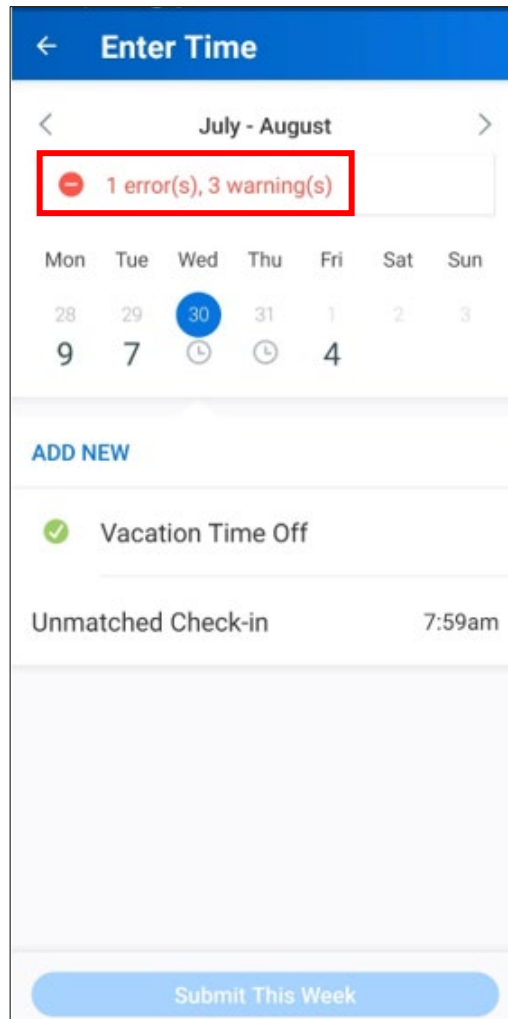 Enter Time
July - August
1 error(s), 3 warning(s)
Mon Tue Wed Thu Fri Sat Sun
28 29 30 31 1 2 3
9 7 4
ADD NEW
Vacation Time Off
Unmatched Check-in 7:59am
Submit This Week